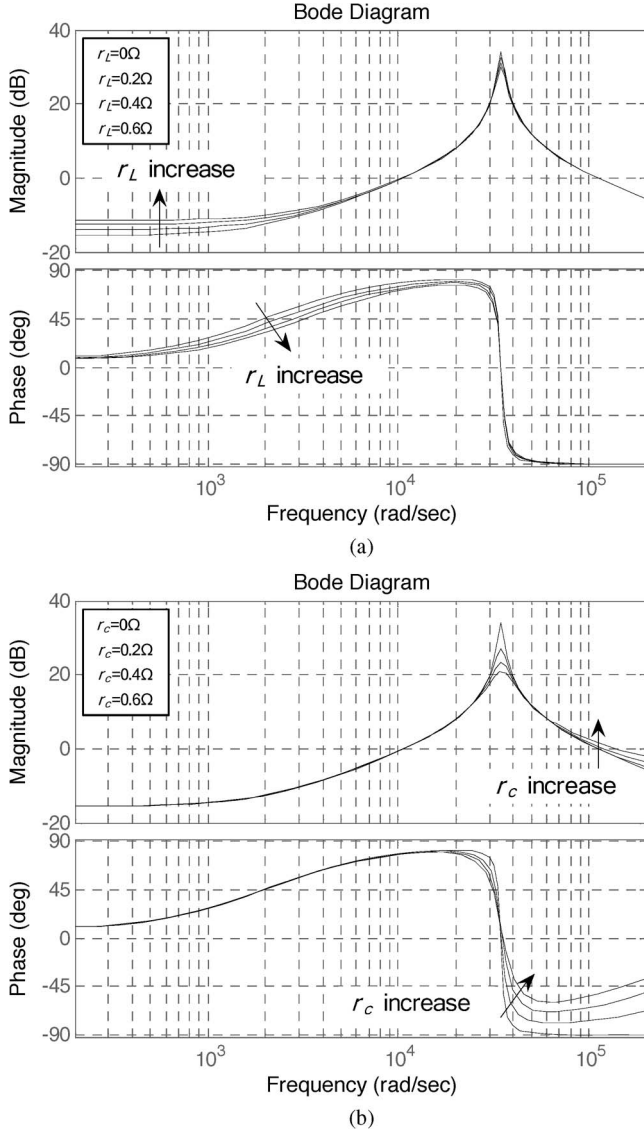 Bode Diagram
40
20
0
-20
Magnitude (dB)
r_L=0Ω
r_L=0.2Ω
r_L=0.4Ω
r_L=0.6Ω
r_L increase
90
45
0
-45
-90
Phase (deg)
r_L increase
10^3
10^4
10^5
Frequency (rad/sec)
(a)
Bode Diagram
40
20
0
-20
Magnitude (dB)
r_c=0Ω
r_c=0.2Ω
r_c=0.4Ω
r_c=0.6Ω
r_c increase
90
45
0
-45
-90
Phase (deg)
r_c increase
10^3
10^4
10^5
Frequency (rad/sec)
(b)